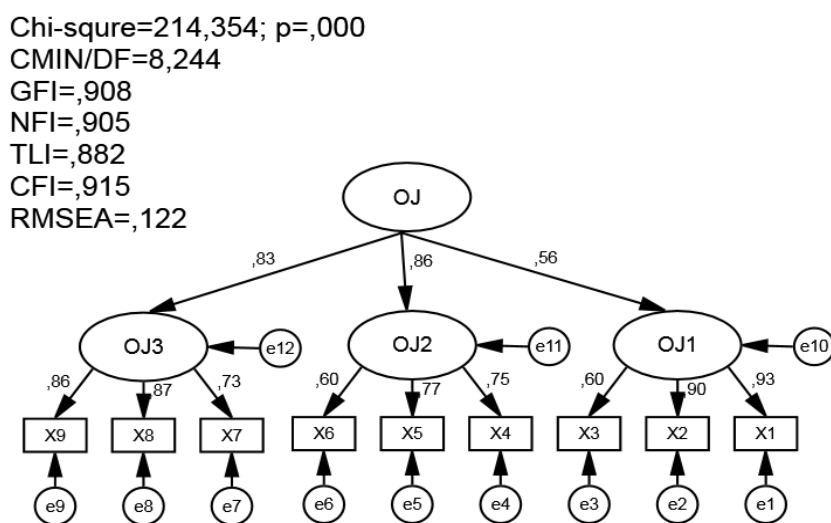 Chi-squre=214,354; p=,000
CMIN/DF=8,244
GFI=,908
NFI=,905
TLI=,882
CFI=,915
RMSEA=,122
OJ
,83
,86
,56
OJ3
e12
OJ2
e11
OJ1
e10
,86
,87
,73
,60
,77
,75
,60
,90
,93
X9
X8
X7
X6
X5
X4
X3
X2
X1
e9
e8
e7
e6
e5
e4
e3
e2
e1